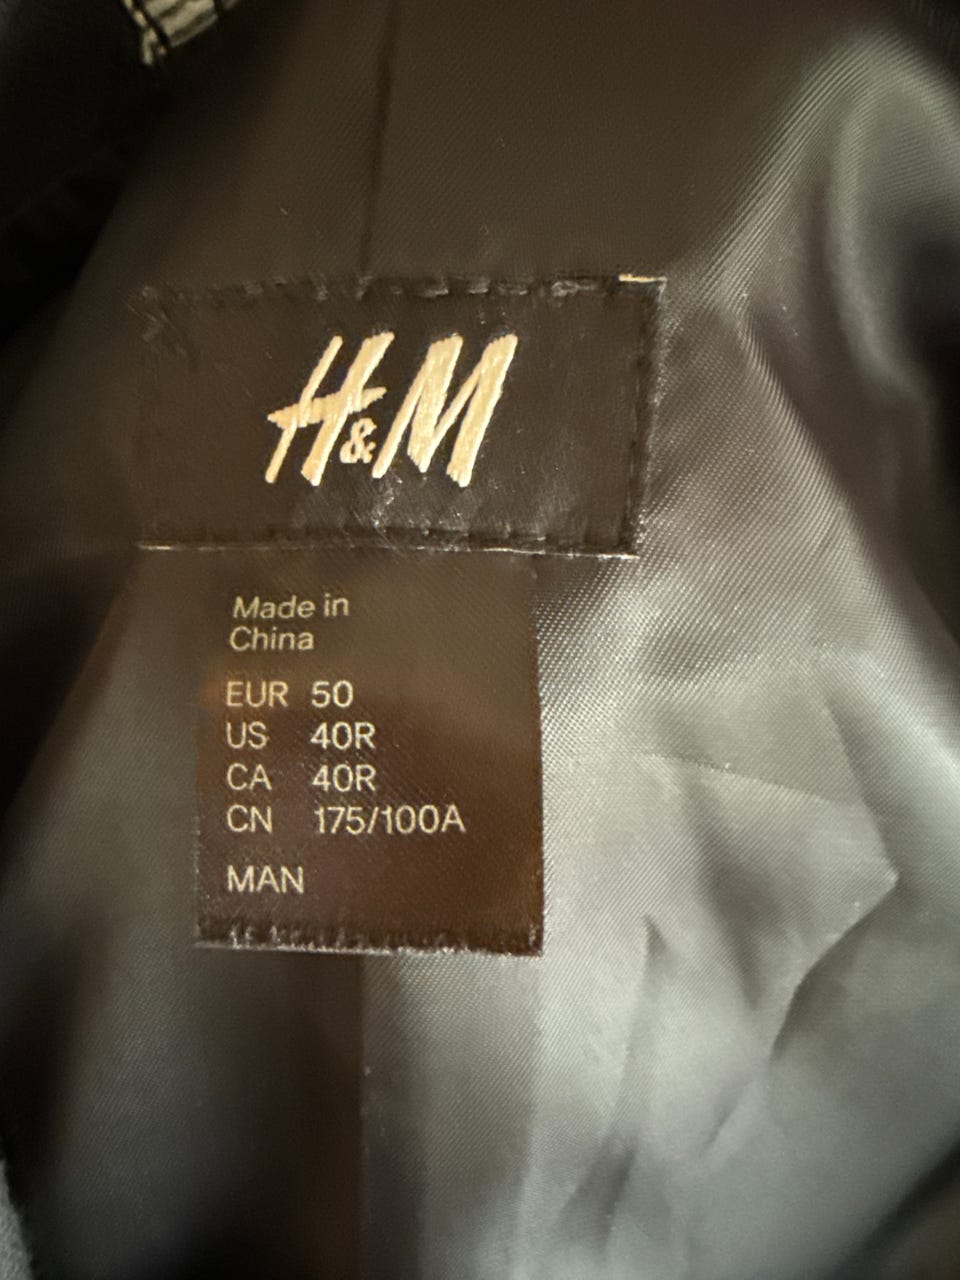 H&M
Made in
China
EUR 50
US 40R
CA 40R
CN 175/100A
MAN